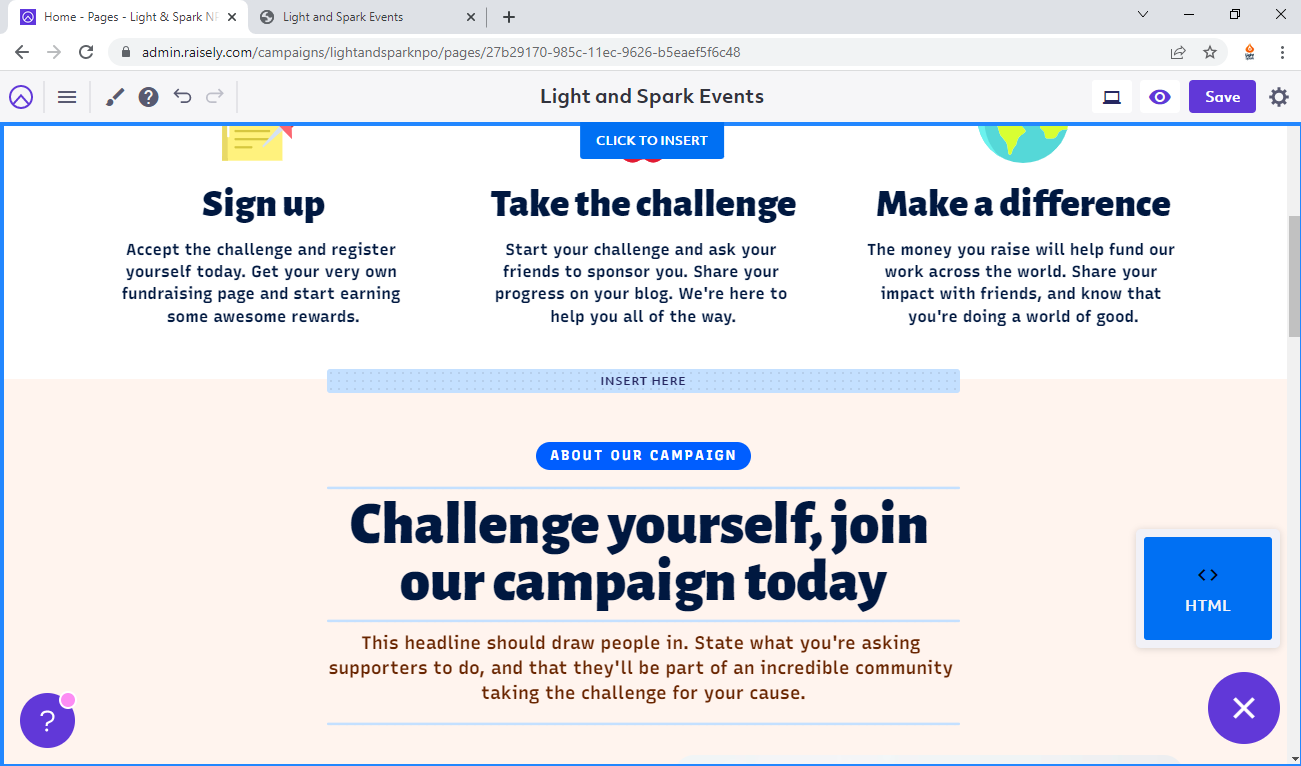 Home - Pages - Light & Spark
Light and Spark Events
admin.raisely.com/campaigns/lightandsparknpo/pages/27b29170-985c-11ec-9626-b5eaef5f6c48
Light and Spark Events
Save
CLICK TO INSERT
Sign up
Accept the challenge and register
yourself today. Get your very own
fundraising page and start earning
some awesome rewards.
Take the challenge
Start your challenge and ask your
friends to sponsor you. Share your
progress on your blog. We're here to
help you all of the way.
Make a difference
The money you raise will help fund our
work across the world. Share your
impact with friends, and know that
you're doing a world of good.
INSERT HERE
ABOUT OUR CAMPAIGN
Challenge yourself, join
our campaign today
This headline should draw people in. State what you're asking
supporters to do, and that they'll be part of an incredible community
taking the challenge for your cause.
<> HTML
?